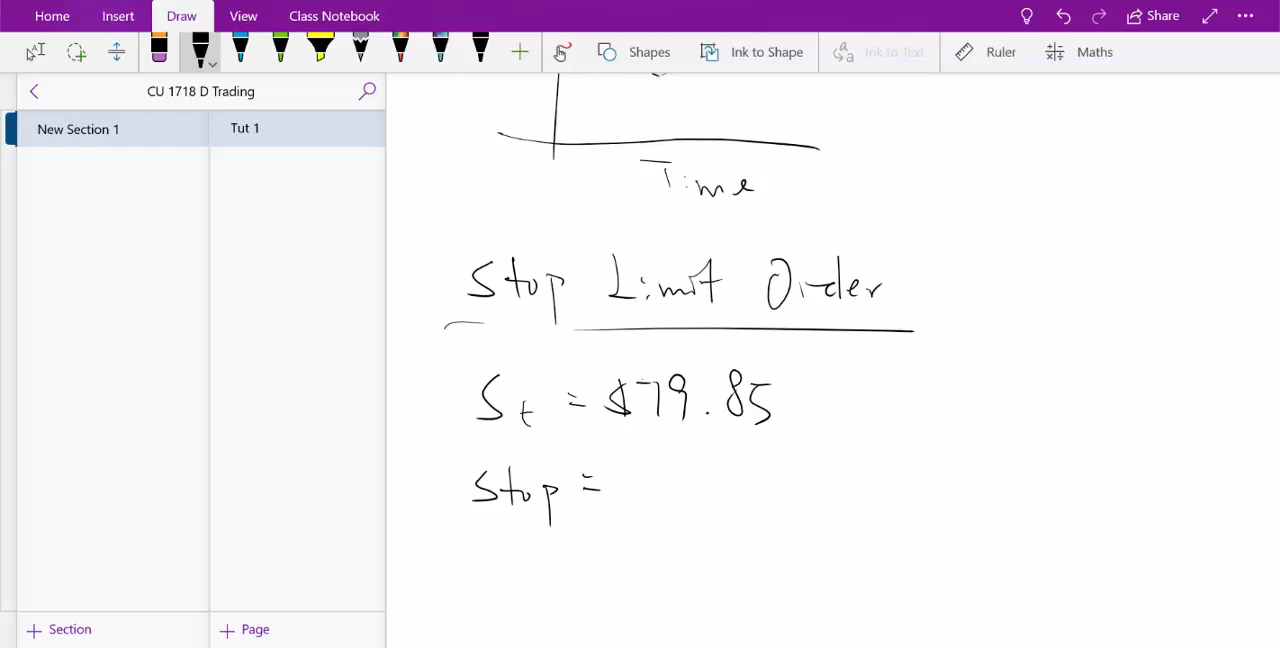 Home Insert Draw View Class Notebook Share
Shapes Ink to Shape Ink to Text Ruler Maths
CU 1718 D Trading
New Section 1 Tut 1
Time
Stop Limit Order
St = $79.85
Stop =
Section Page